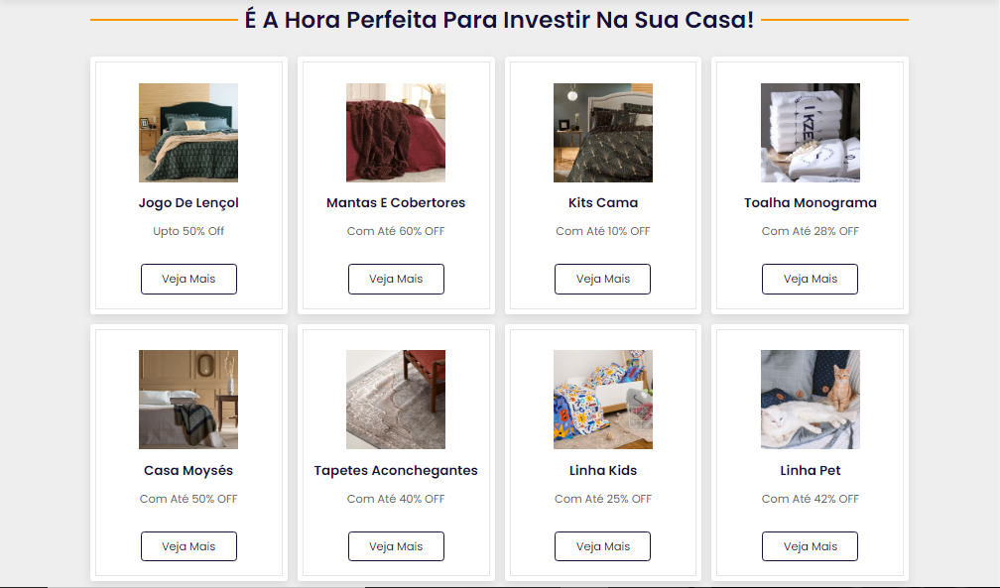 É A Hora Perfeita Para Investir Na Sua Casa!
Jogo De Lençol
Upto 50% Off
Veja Mais
Mantas E Cobertores
Com Até 60% OFF
Veja Mais
Kits Cama
Com Até 10% OFF
Veja Mais
Toalha Monograma
Com Até 28% OFF
Veja Mais
Casa Moysés
Com Até 50% OFF
Veja Mais
Tapetes Aconchegantes
Com Até 40% OFF
Veja Mais
Linha Kids
Com Até 25% OFF
Veja Mais
Linha Pet
Com Até 42% OFF
Veja Mais